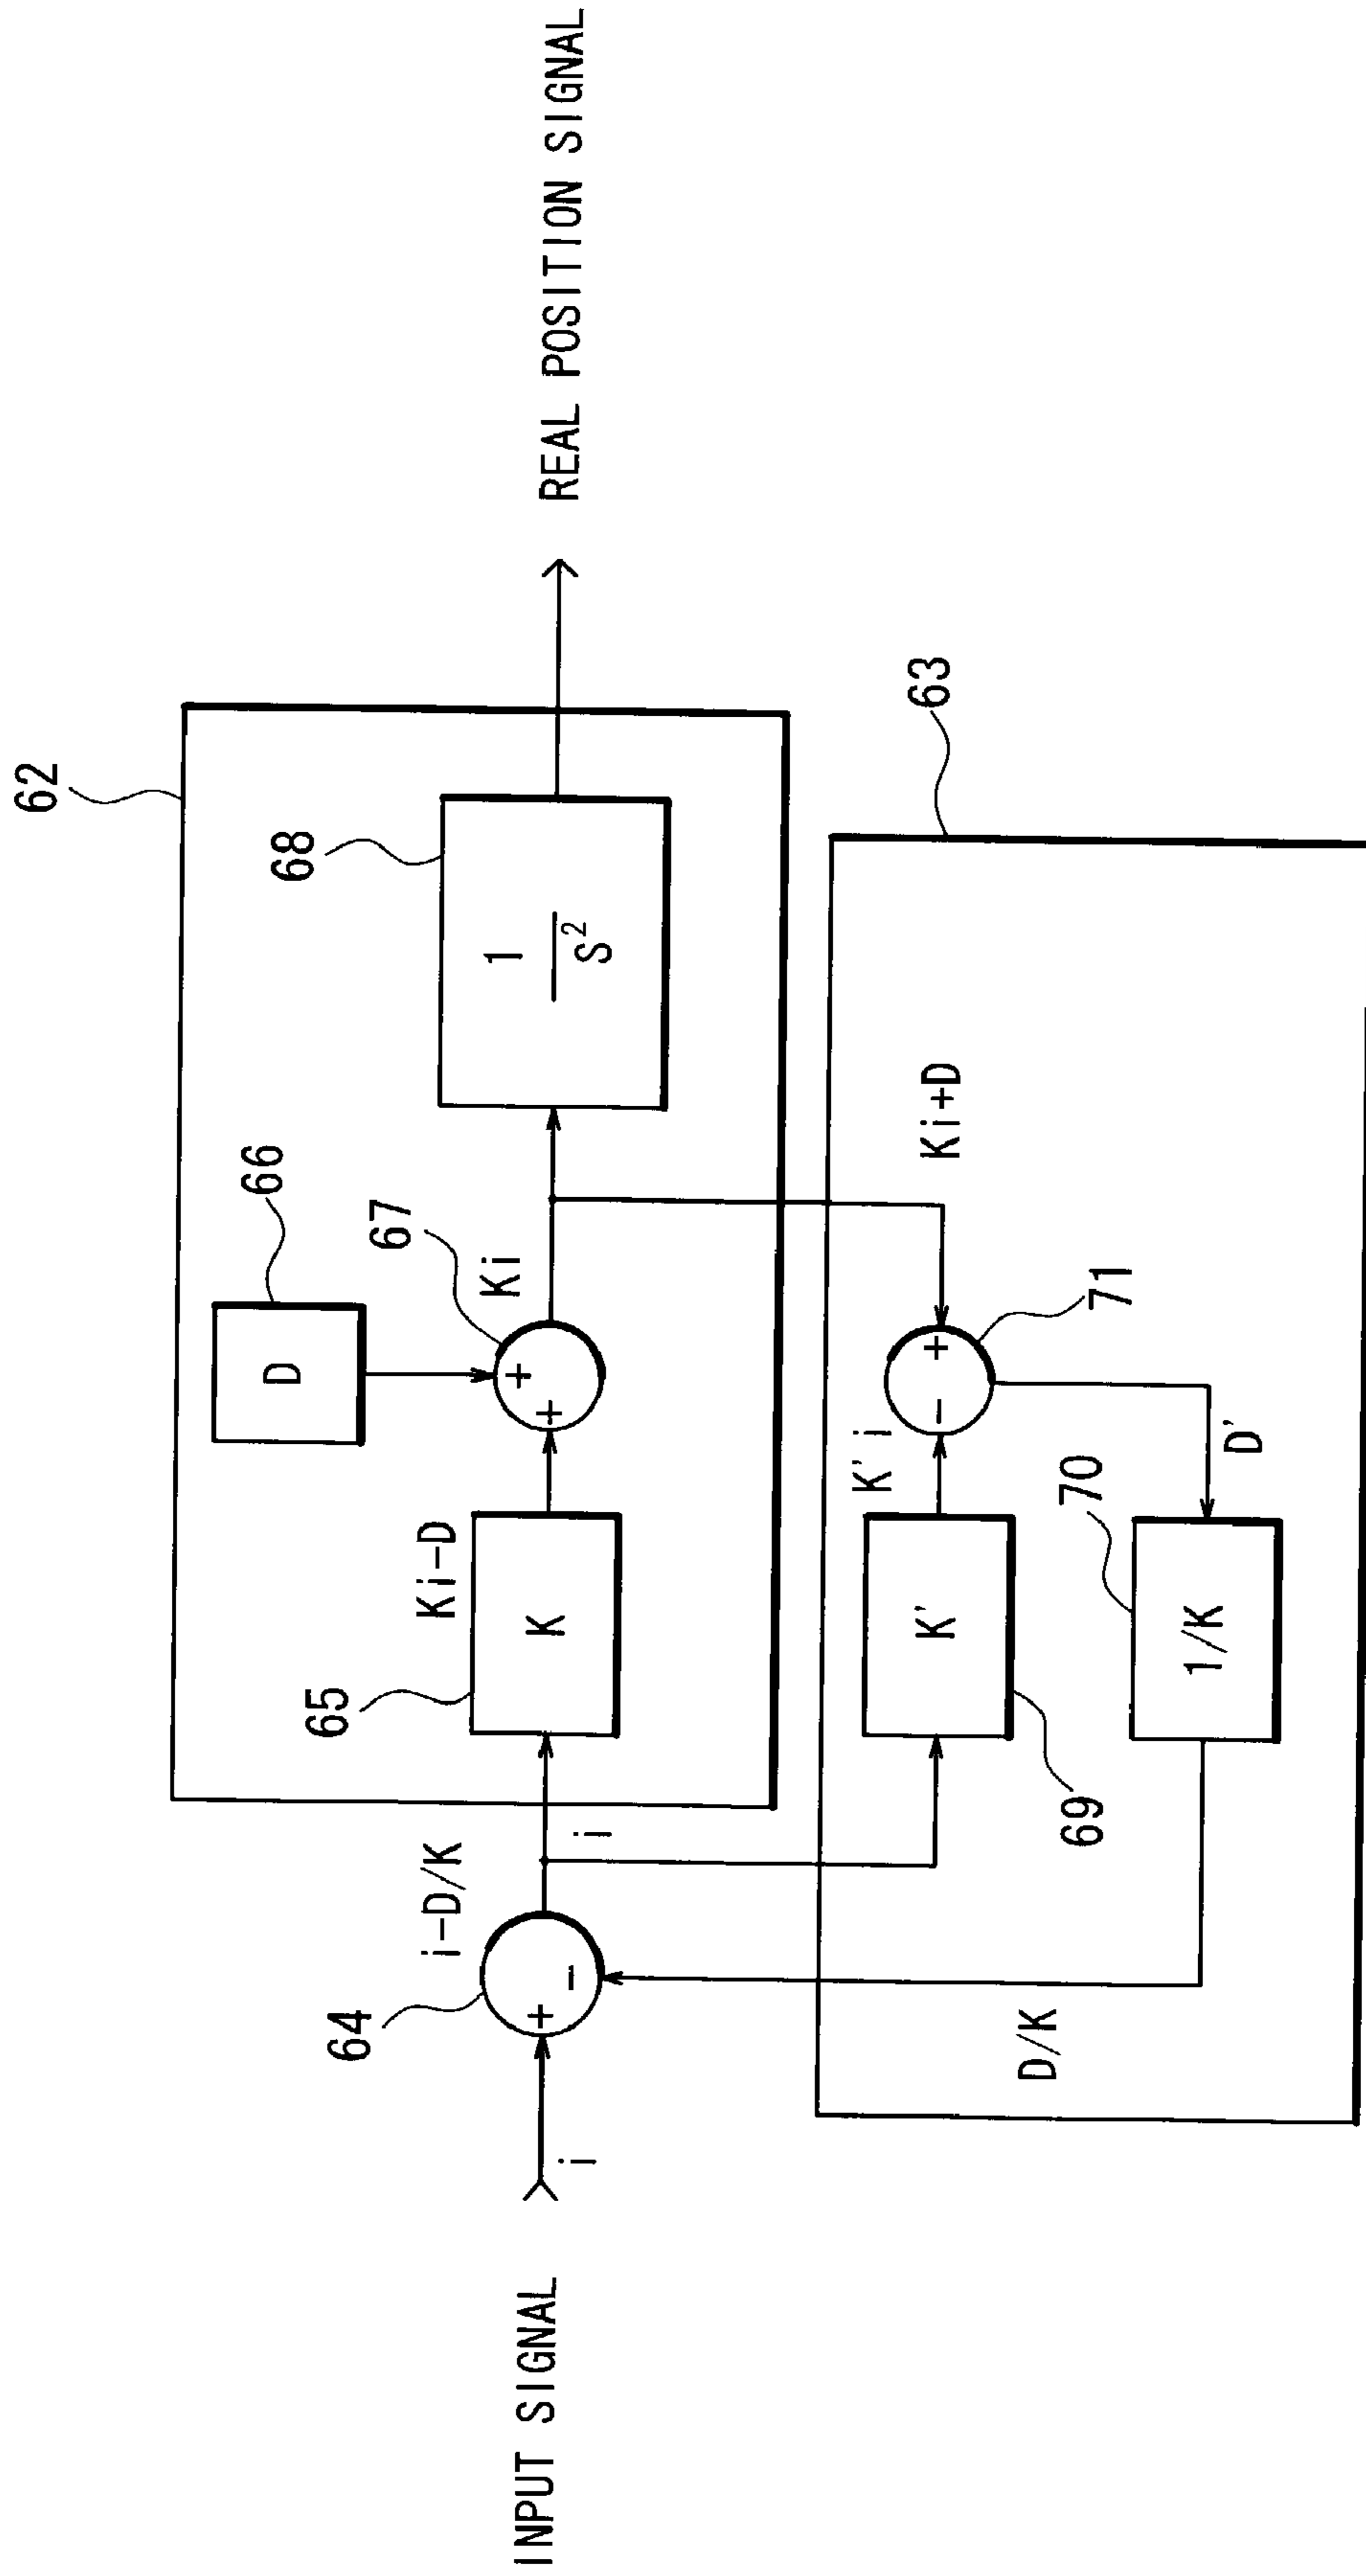 62
68
1
S²
66
D
67
Ki
65
Ki-D
K
64
i-D/K
i
INPUT SIGNAL
i
REAL POSITION SIGNAL
63
Ki+D
71
K' i
K'
69
D'
70
1/K
D/K